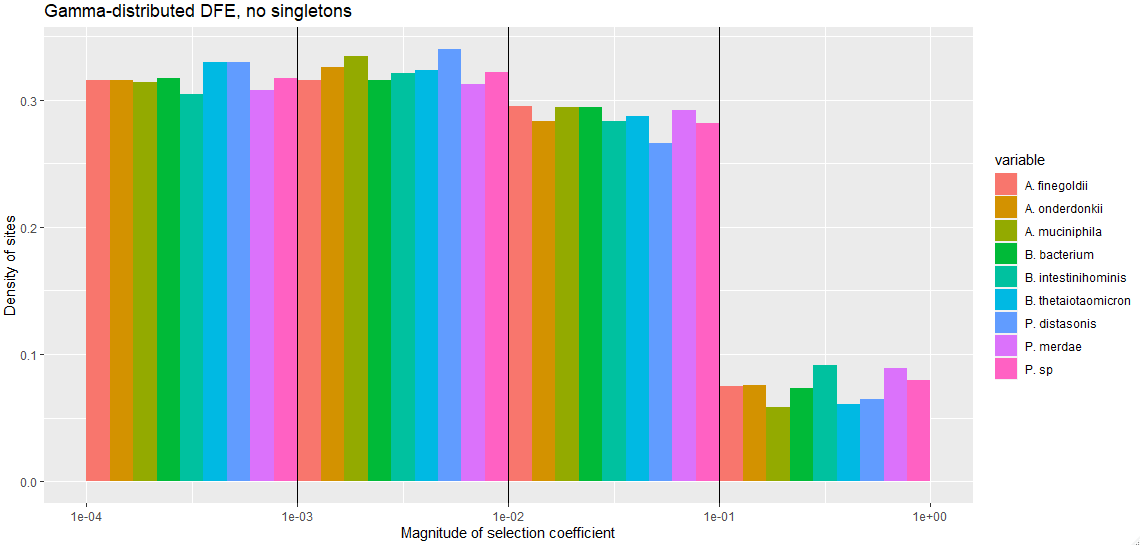 Gamma-distributed DFE, no singletons
Density of sites
0.3
0.2
0.1
0.0
1e-04 1e-03 1e-02 1e-01 1e+00
Magnitude of selection coefficient
variable
A. finegoldii
A. onderdonkii
A. muciniphila
B. bacterium
B. intestinihominis
B. thetaiotaomicron
P. distasonis
P. merdae
P. sp